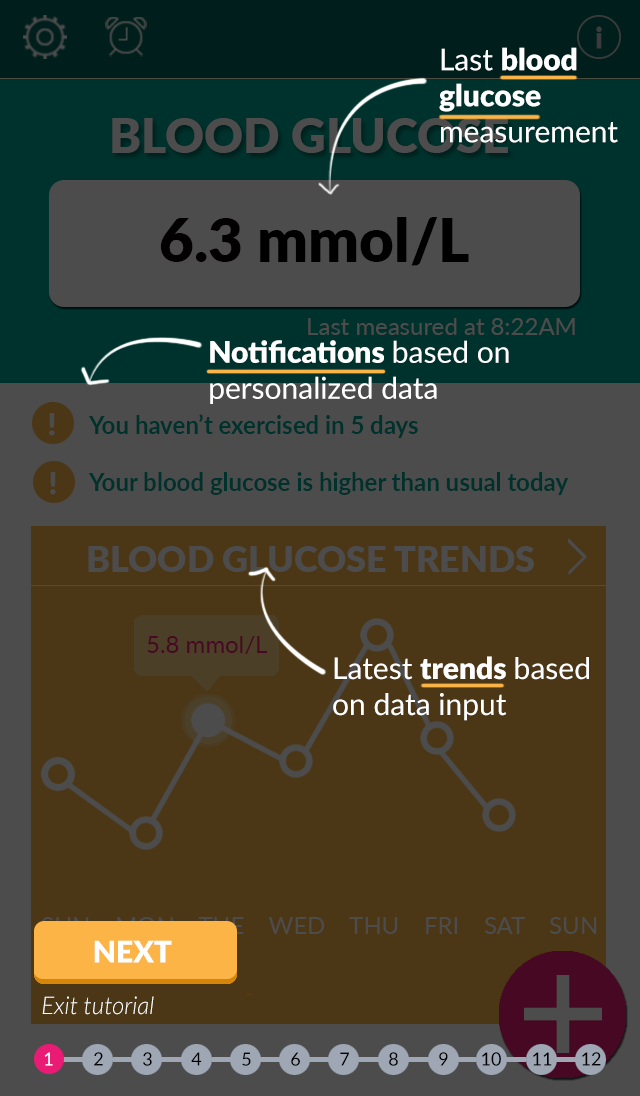 Last blood
glucose
measurement
BLOOD GLUCOSE
6.3 mmol/L
Last measured at 8:22AM
Notifications based on
personalized data
! You haven't exercised in 5 days
! Your blood glucose is higher than usual today
BLOOD GLUCOSE TRENDS
5.8 mmol/L
Latest trends based
on data input
SUN MON TUE WED THU FRI SAT SUN
NEXT
Exit tutorial
1 2 3 4 5 6 7 8 9 10 11 12